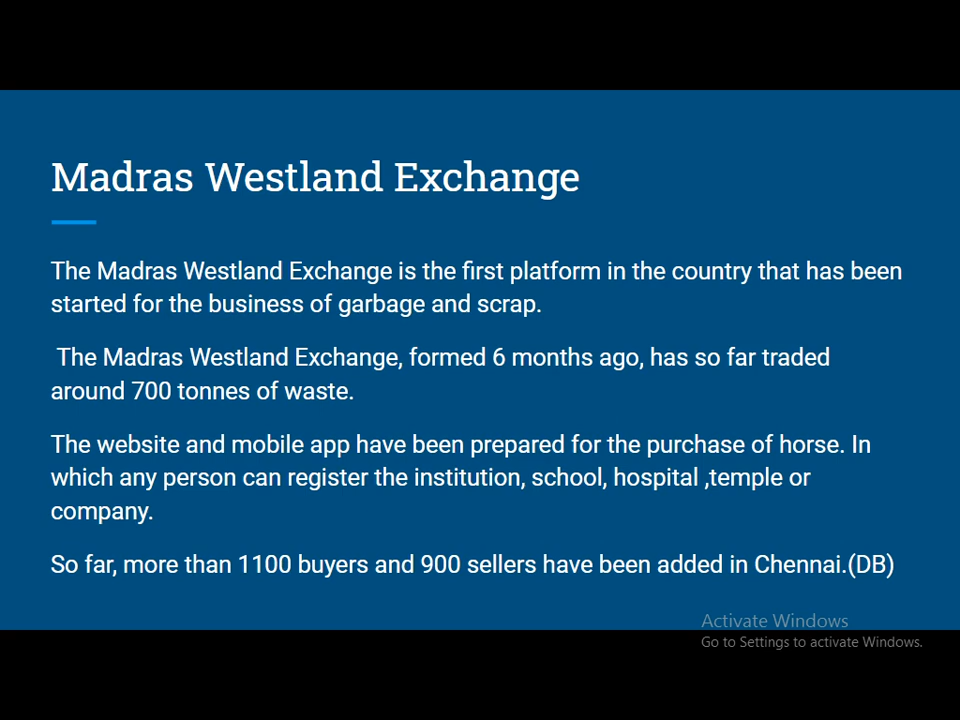 Madras Westland Exchange
The Madras Westland Exchange is the first platform in the country that has been
started for the business of garbage and scrap.
The Madras Westland Exchange, formed 6 months ago, has so far traded
around 700 tonnes of waste.
The website and mobile app have been prepared for the purchase of horse. In
which any person can register the institution, school, hospital ,temple or
company.
So far, more than 1100 buyers and 900 sellers have been added in Chennai.(DB)
Activate Windows
Go to Settings to activate Windows.